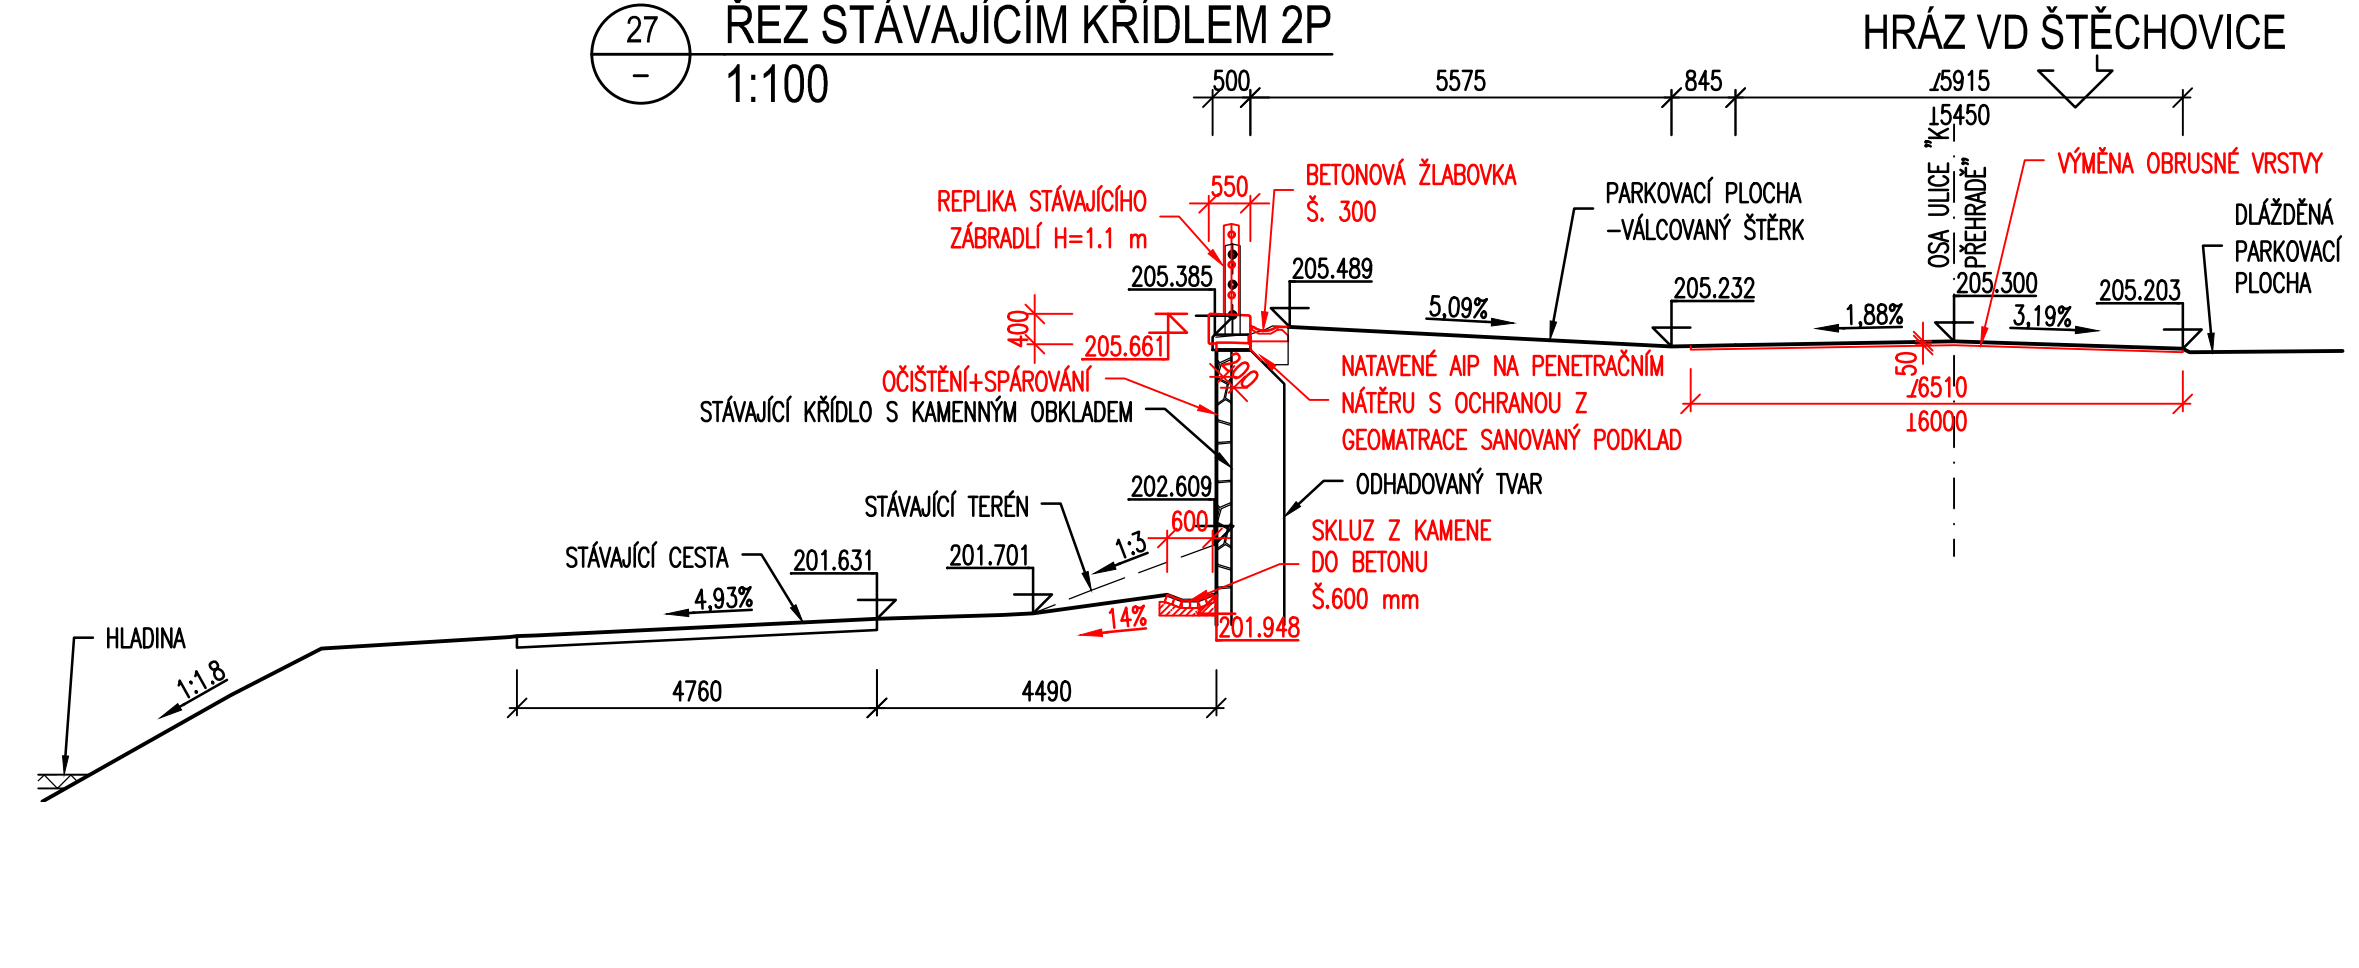 27
–
ŘEZ STÁVAJÍCÍM KŘÍDLEM 2P
1:100
HRÁZ VD ŠTĚCHOVICE
500
5575
845
⊥/5915
⊥5450
REPLIKA STÁVAJÍCÍHO
ZÁBRADLÍ H=1.1 m
550
BETONOVÁ ŽLABOVKA
Š. 300
PARKOVACÍ PLOCHA
–VÁLCOVANÝ ŠTĚRK
OSA ULICE "K
PŘEHRADĚ"
VÝMĚNA OBRUSNÉ VRSTVY
DLÁŽDĚNÁ
PARKOVACÍ
PLOCHA
205.385
205.489
205.232
205.300
205.203
5,09%
1,88%
3,19%
400
205.661
200
50
OČIŠTĚNÍ+SPÁROVÁNÍ
STÁVAJÍCÍ KŘÍDLO S KAMENNÝM OBKLADEM
NATAVENÉ AIP NA PENETRAČNÍM
NÁTĚRU S OCHRANOU Z
GEOMATRACE SANOVANÝ PODKLAD
⊥/6510
⊥6000
202.609
ODHADOVANÝ TVAR
STÁVAJÍCÍ TERÉN
600
SKLUZ Z KAMENE
DO BETONU
Š.600 mm
1:3
STÁVAJÍCÍ CESTA
201.631
201.701
4,93%
14%
201.948
HLADINA
1:1.8
4760
4490